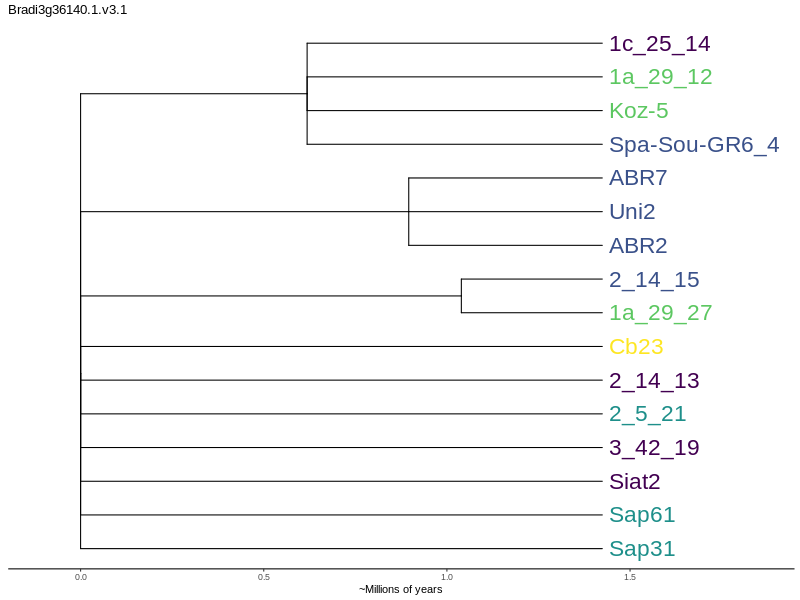 Bradi3g36140.1.v3.1
1c_25_14
1a_29_12
Koz-5
Spa-Sou-GR6_4
ABR7
Uni2
ABR2
2_14_15
1a_29_27
Cb23
2_14_13
2_5_21
3_42_19
Siat2
Sap61
Sap31
0.0 0.5 1.0 1.5
~Millions of years